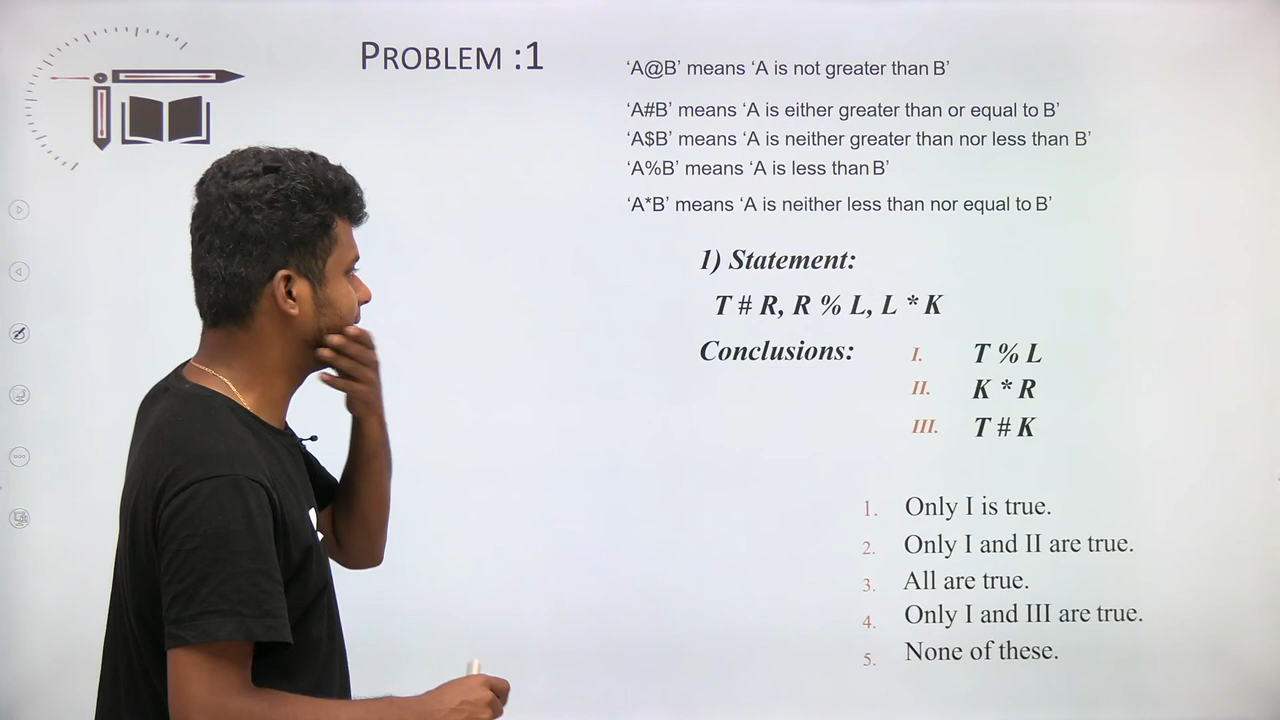 PROBLEM :1
‘A@B’ means ‘A is not greater than B’
‘A#B’ means ‘A is either greater than or equal to B’
‘A$B’ means ‘A is neither greater than nor less than B’
‘A%B’ means ‘A is less than B’
‘A*B’ means ‘A is neither less than nor equal to B’
1) Statement:
T # R, R % L, L * K
Conclusions:
I. T % L
II. K * R
III. T # K
1. Only I is true.
2. Only I and II are true.
3. All are true.
4. Only I and III are true.
5. None of these.